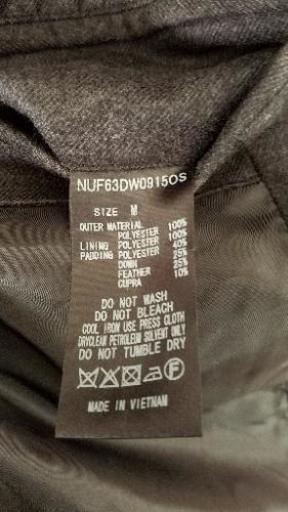 NUF63DW0915OS
SIZE M
OUTER MATERIAL 100%
POLYESTER 100%
LINING POLYESTER 40%
PADDING POLYESTER 25%
DOWN 25%
FEATHER 10%
CUPRA
DO NOT WASH
DO NOT BLEACH
COOL IRON USE PRESS CLOTH
DRYCLEAN PETROLEUM SOLVENT ONLY
DO NOT TUMBLE DRY
F
MADE IN VIETNAM